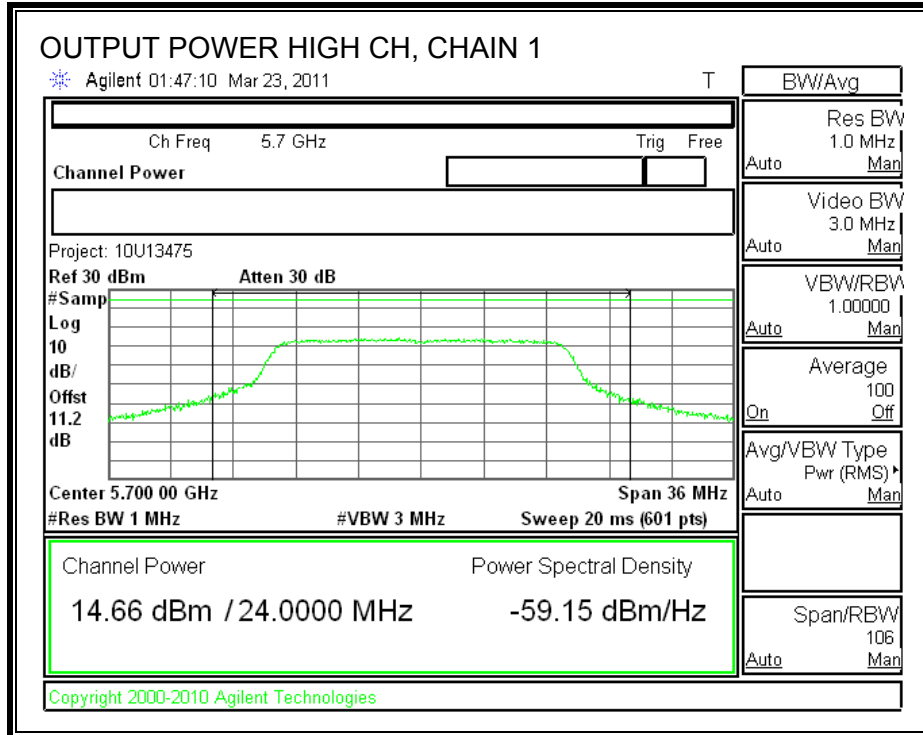 OUTPUT POWER HIGH CH, CHAIN 1
Agilent 01:47:10 Mar 23, 2011 T
Ch Freq 5.7 GHz Trig Free
Channel Power
Project: 10U13475
Ref 30 dBm Atten 30 dB
#Samp
Log
10
dB/
Offst
11.2
dB
Center 5.700 00 GHz Span 36 MHz
#Res BW 1 MHz #VBW 3 MHz Sweep 20 ms (601 pts)
Channel Power Power Spectral Density
14.66 dBm / 24.0000 MHz -59.15 dBm/Hz
Copyright 2000-2010 Agilent Technologies
BW/Avg
Res BW
1.0 MHz
Auto Man
Video BW
3.0 MHz
Auto Man
VBW/RBW
1.00000
Auto Man
Average
100
On Off
Avg/VBW Type
Pwr (RMS)
Auto Man
Span/RBW
106
Auto Man